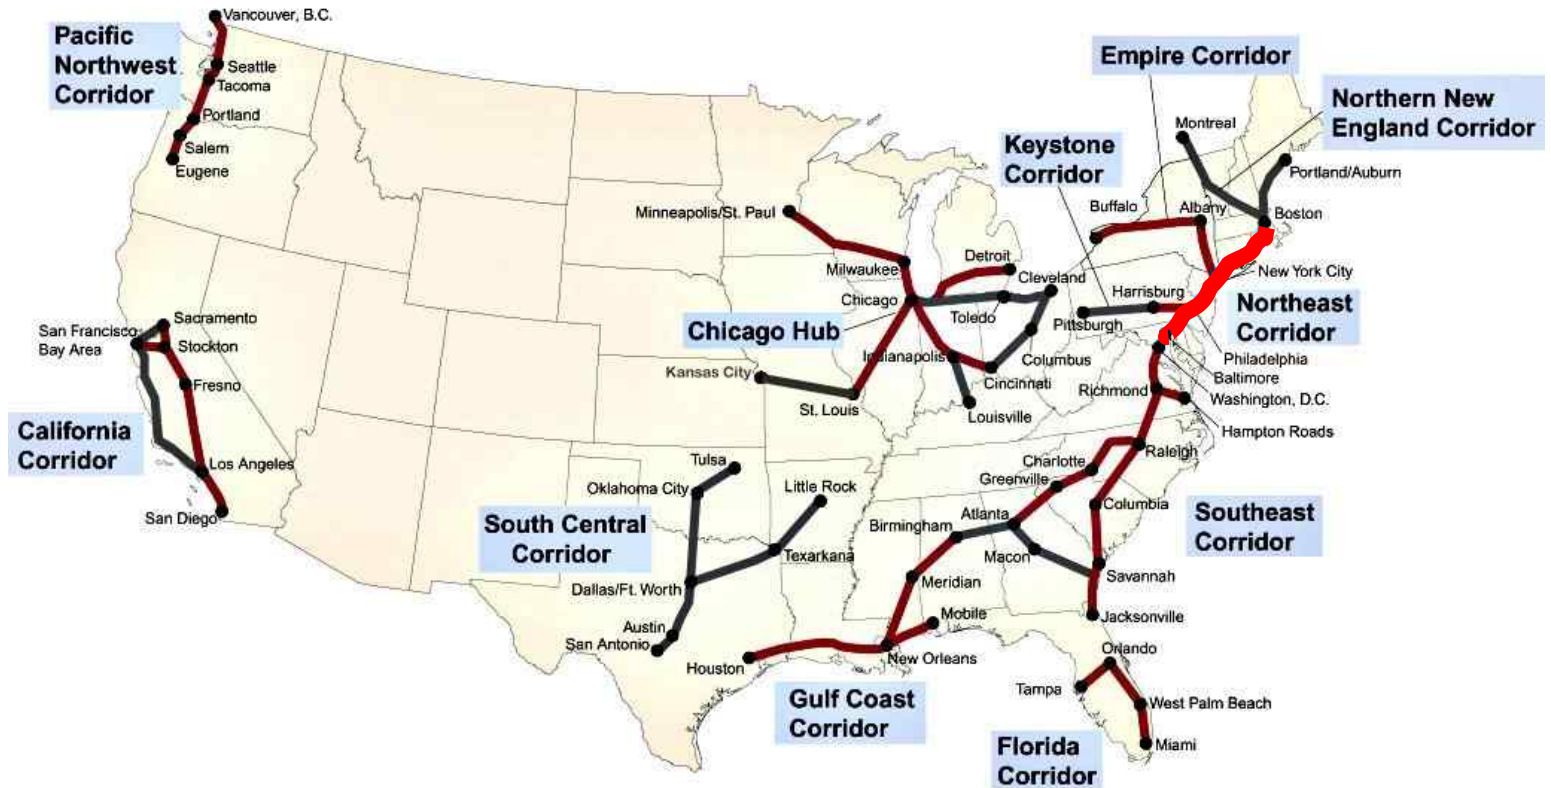 Vancouver, B.C.
Pacific
Northwest
Corridor
Seattle
Tacoma
Portland
Salem
Eugene
Empire Corridor
Northern New
England Corridor
Montreal
Keystone
Corridor
Portland/Auburn
Buffalo
Albany
Boston
Minneapolis/St. Paul
Milwaukee
Detroit
Cleveland
New York City
Chicago
Toledo
Harrisburg
Pittsburgh
Northeast
Corridor
Chicago Hub
Sacramento
San Francisco
Bay Area
Stockton
Fresno
Indianapolis
Columbus
Philadelphia
Kansas City
Cincinnati
Baltimore
Richmond
Washington, D.C.
St. Louis
Louisville
Hampton Roads
California
Corridor
Los Angeles
San Diego
Tulsa
Oklahoma City
Little Rock
Charlotte
Raleigh
Greenville
South Central
Corridor
Birmingham
Atlanta
Columbia
Southeast
Corridor
Texarkana
Macon
Savannah
Dallas/Ft. Worth
Meridian
Mobile
Jacksonville
Austin
San Antonio
Houston
New Orleans
Orlando
Tampa
West Palm Beach
Gulf Coast
Corridor
Miami
Florida
Corridor